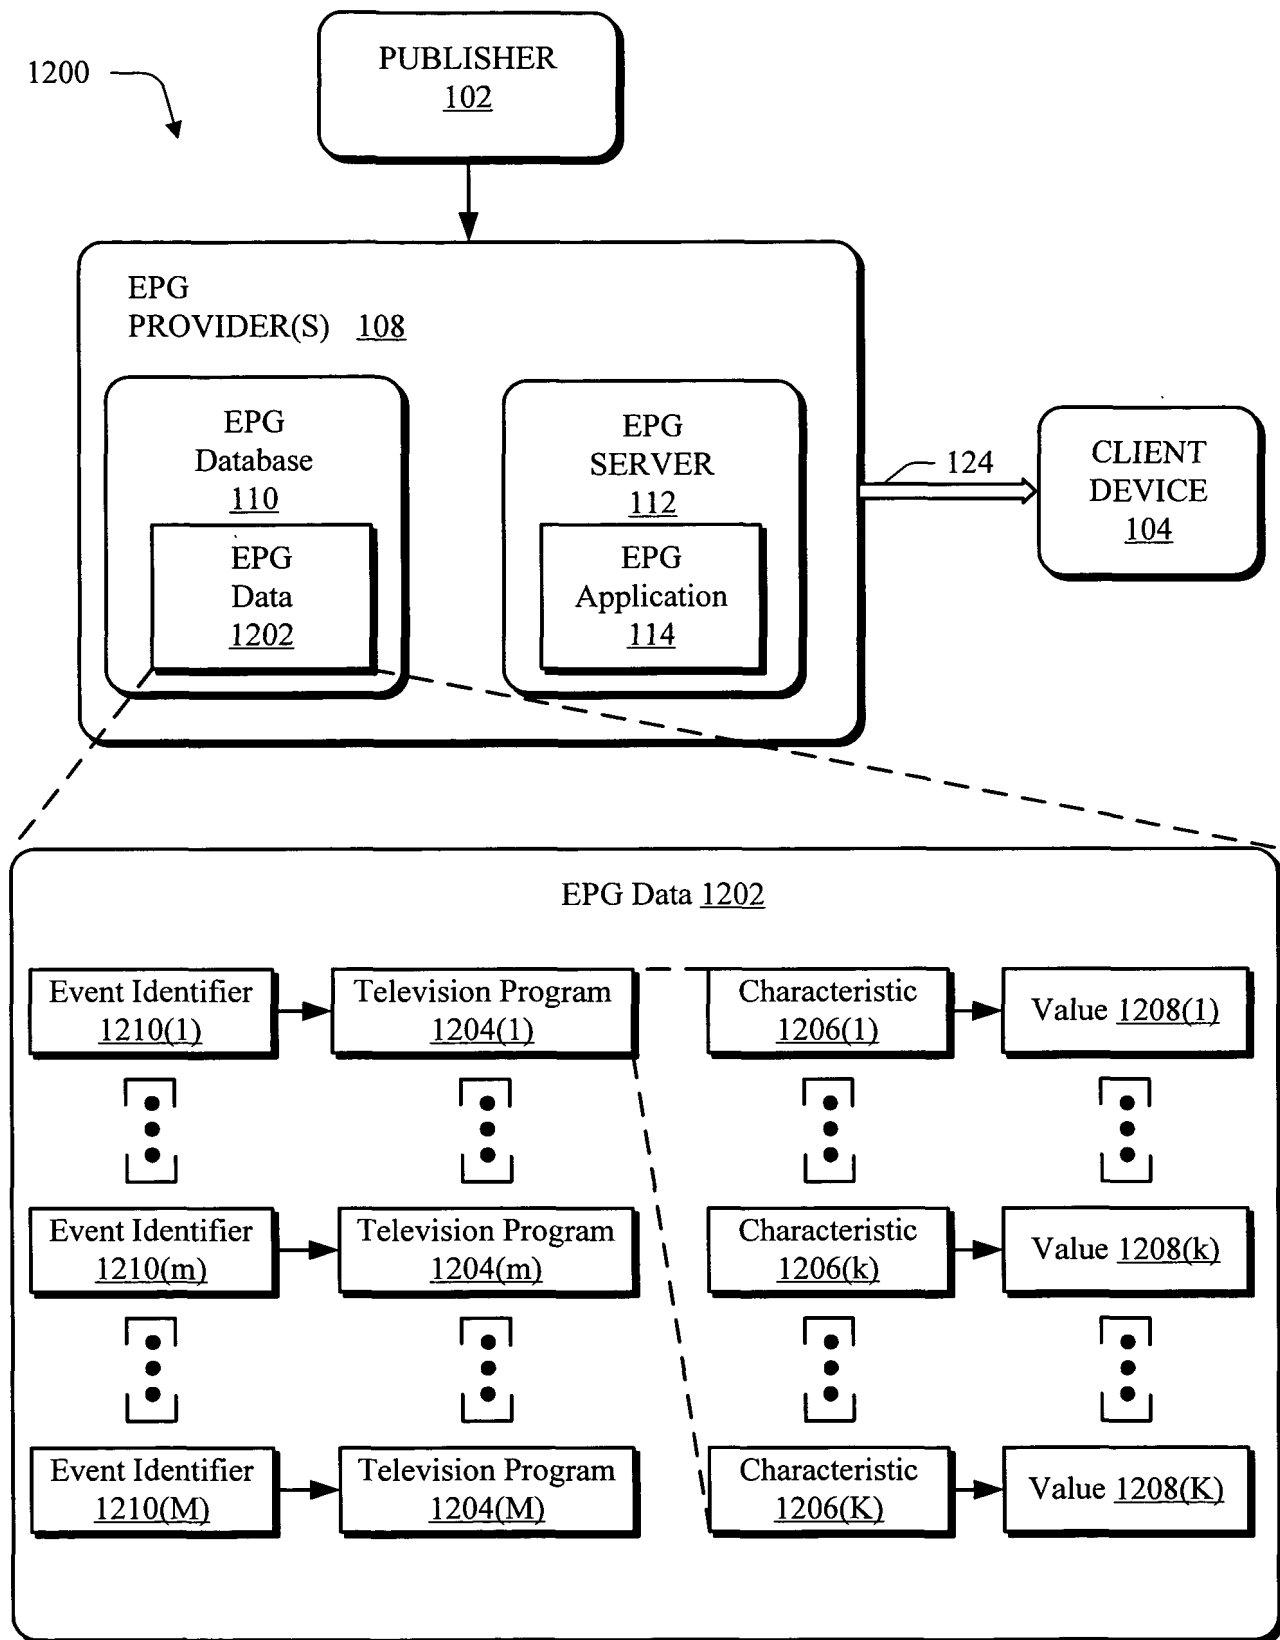 1200
PUBLISHER
102
EPG
PROVIDER(S) 108
EPG
Database
110
EPG
Data
1202
EPG
SERVER
112
EPG
Application
114
124
CLIENT
DEVICE
104
EPG Data 1202
Event Identifier
1210(1)
Television Program
1204(1)
Characteristic
1206(1)
Value 1208(1)
Event Identifier
1210(m)
Television Program
1204(m)
Characteristic
1206(k)
Value 1208(k)
Event Identifier
1210(M)
Television Program
1204(M)
Characteristic
1206(K)
Value 1208(K)